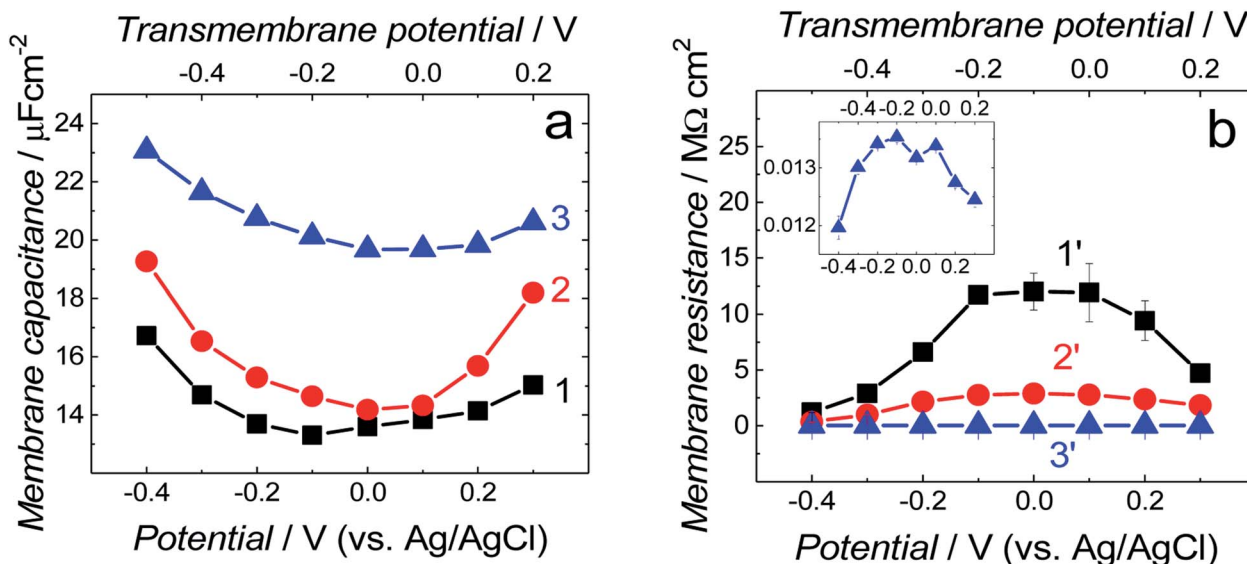 Transmembrane potential / V
-0.4 -0.2 0.0 0.2
Membrane capacitance / μFcm-2
24
22
20
18
16
14
a
3
2
1
-0.4 -0.2 0.0 0.2
Potential / V (vs. Ag/AgCl)
Transmembrane potential / V
-0.4 -0.2 0.0 0.2
Membrane resistance / MΩ cm2
25
20
15
10
5
0
b
-0.4 -0.2 0.0 0.2
0.013
0.012
-0.4 -0.2 0.0 0.2
1'
2'
3'
-0.4 -0.2 0.0 0.2
Potential / V (vs. Ag/AgCl)